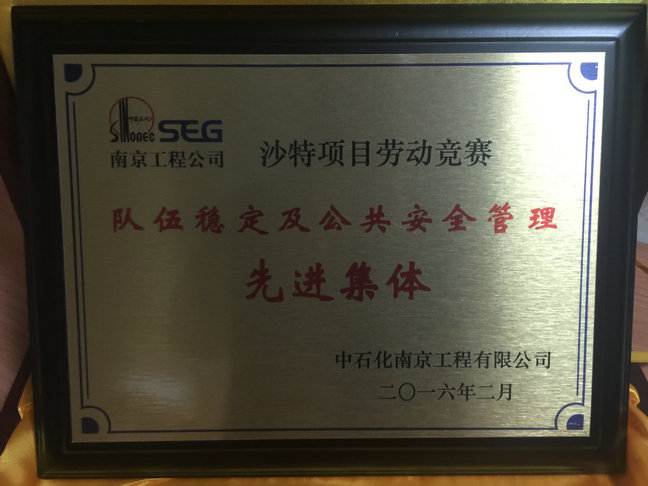 SINOPEC SEG
南京工程公司
沙特项目劳动竞赛
队伍稳定及公共安全管理
先进集体
中石化南京工程有限公司
二〇一六年二月